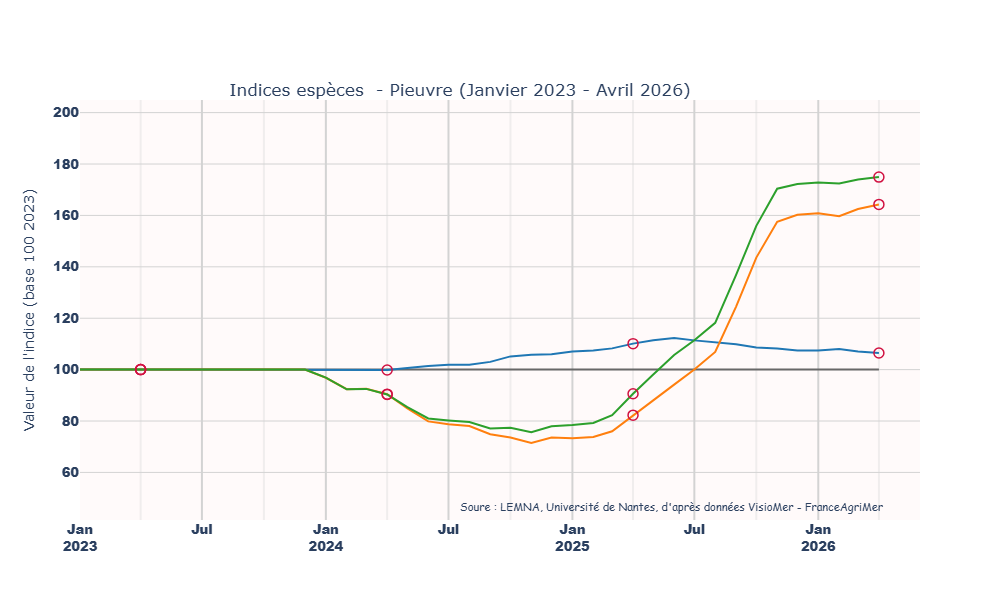 Indices espèces - Pieuvre (Janvier 2023 - Avril 2026)
Valeur de l'indice (base 100 2023)
200
180
160
140
120
100
80
60
Soure : LEMNA, Université de Nantes, d'après données VisioMer - FranceAgriMer
Jan Jul Jan Jul Jan Jul Jan
2023 2024 2025 2026